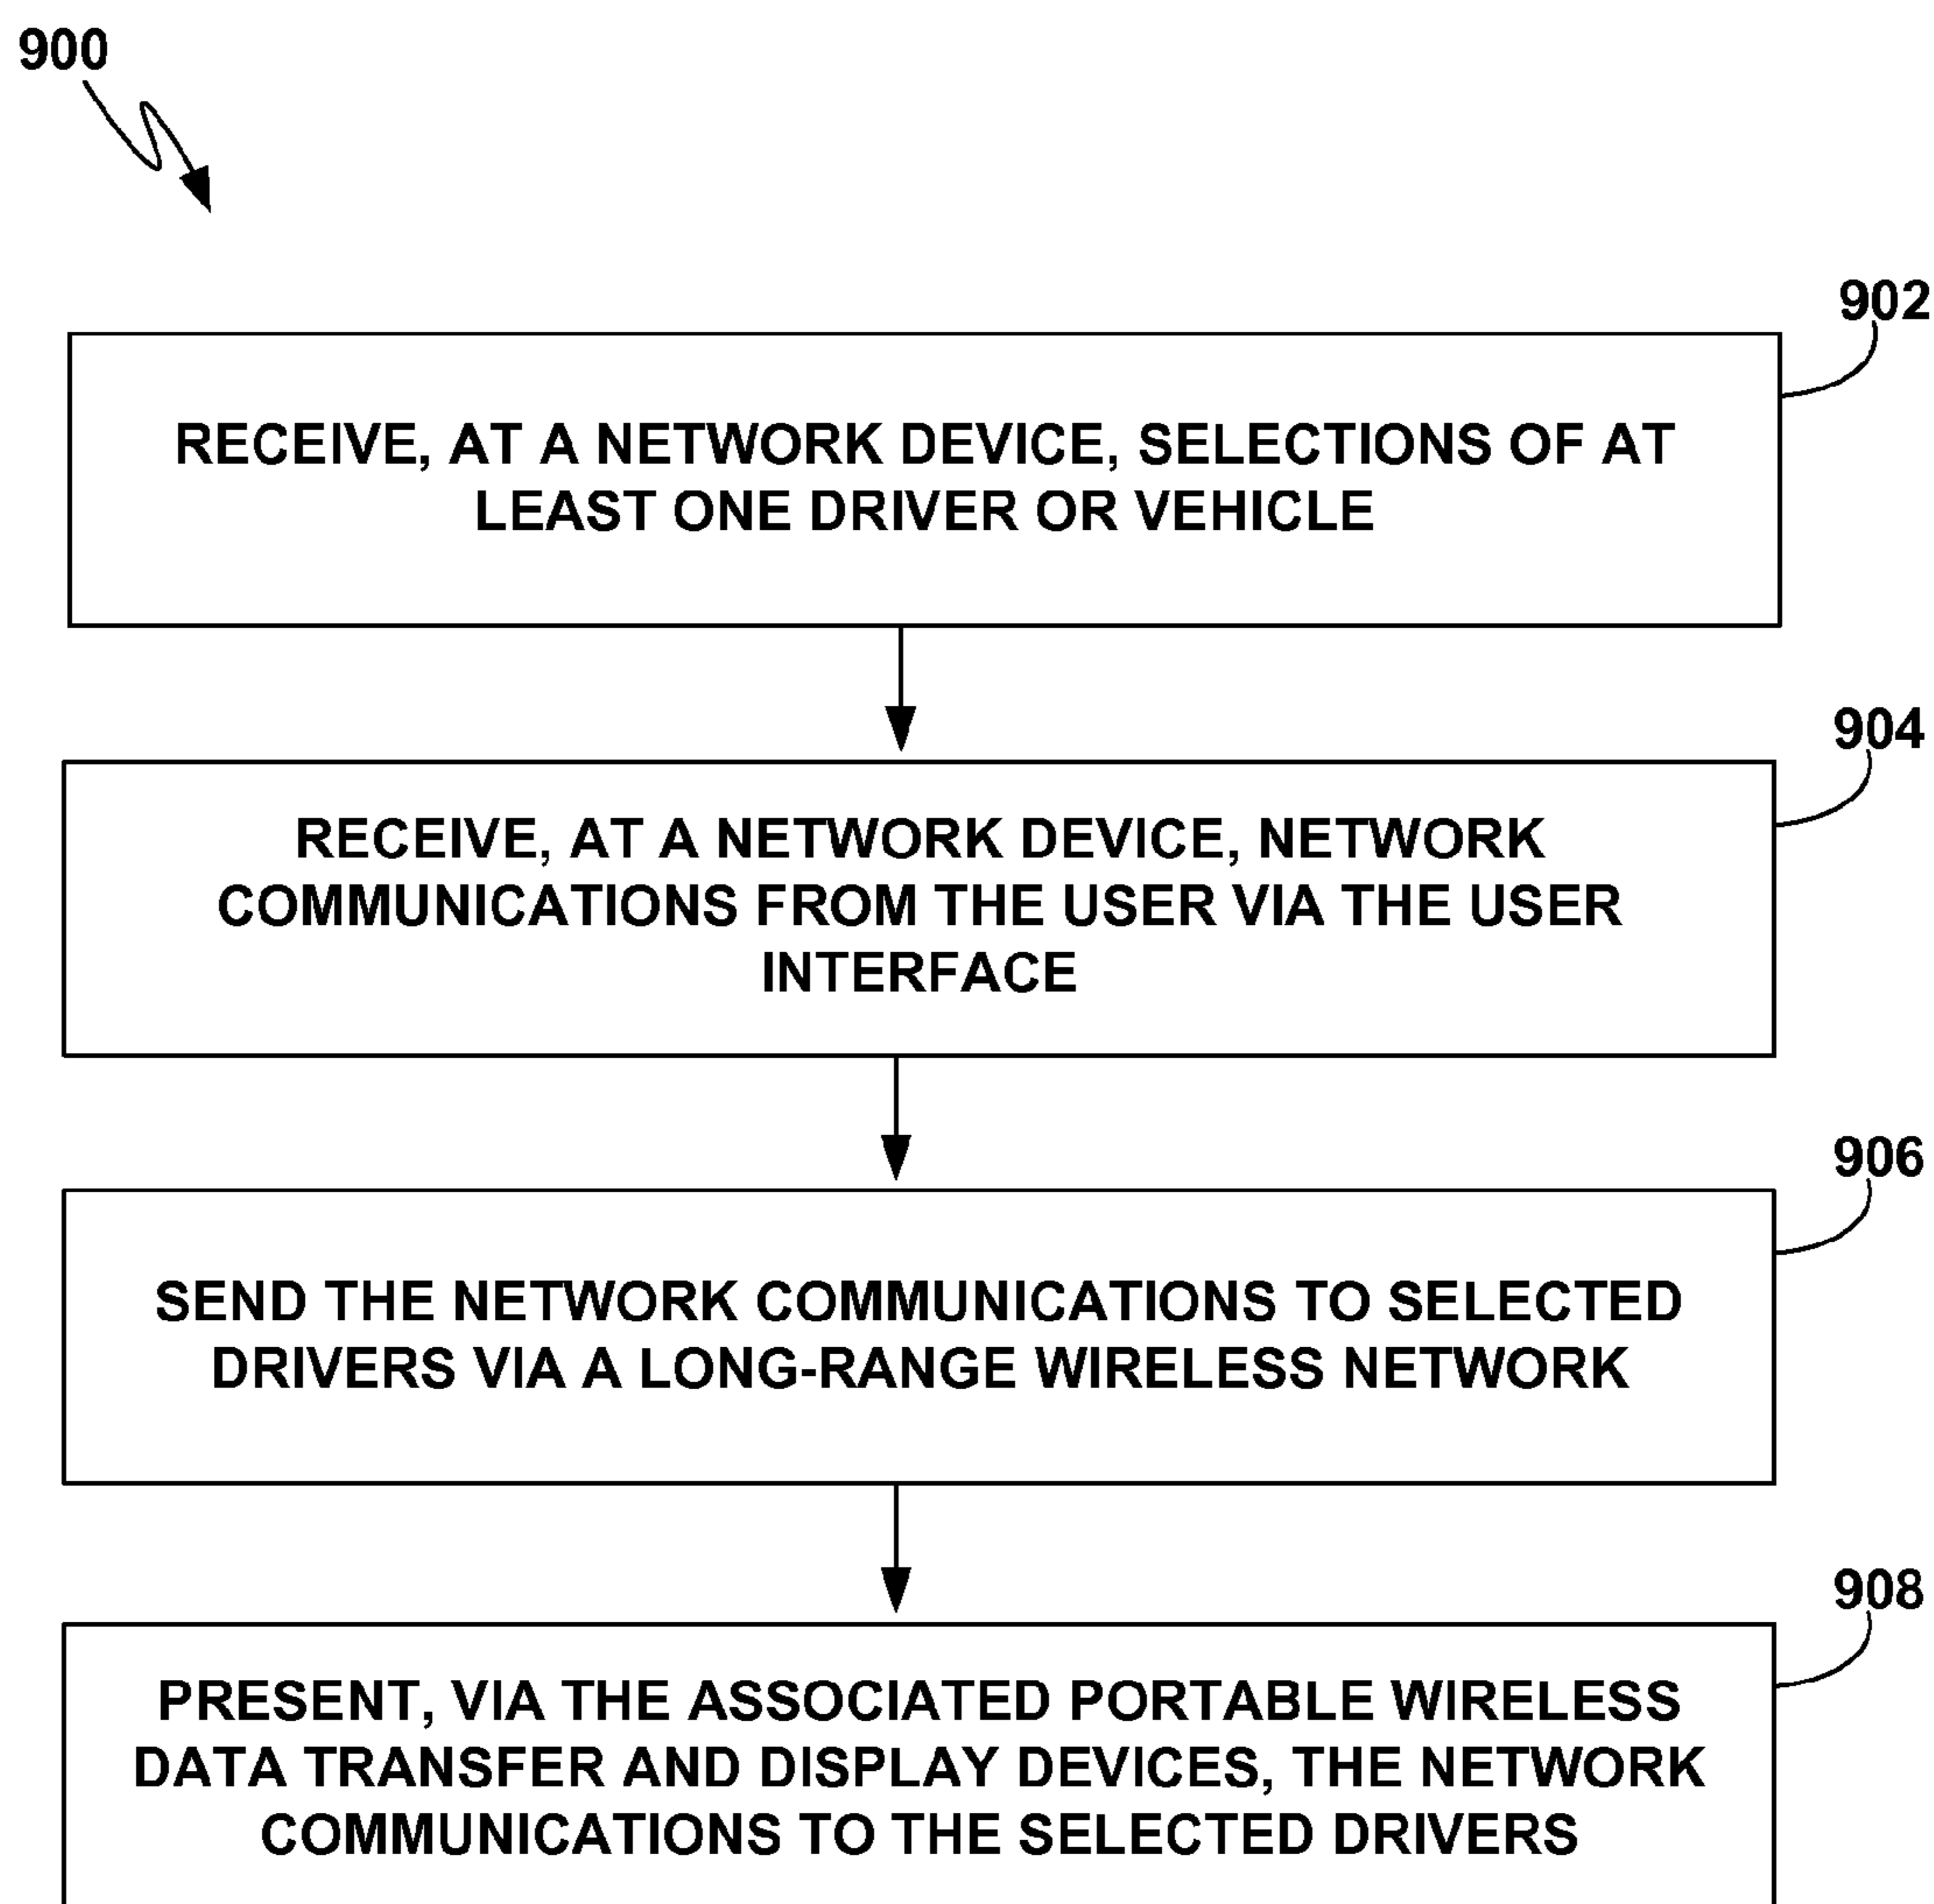 900
902
RECEIVE, AT A NETWORK DEVICE, SELECTIONS OF AT
LEAST ONE DRIVER OR VEHICLE
904
RECEIVE, AT A NETWORK DEVICE, NETWORK
COMMUNICATIONS FROM THE USER VIA THE USER
INTERFACE
906
SEND THE NETWORK COMMUNICATIONS TO SELECTED
DRIVERS VIA A LONG-RANGE WIRELESS NETWORK
908
PRESENT, VIA THE ASSOCIATED PORTABLE WIRELESS
DATA TRANSFER AND DISPLAY DEVICES, THE NETWORK
COMMUNICATIONS TO THE SELECTED DRIVERS